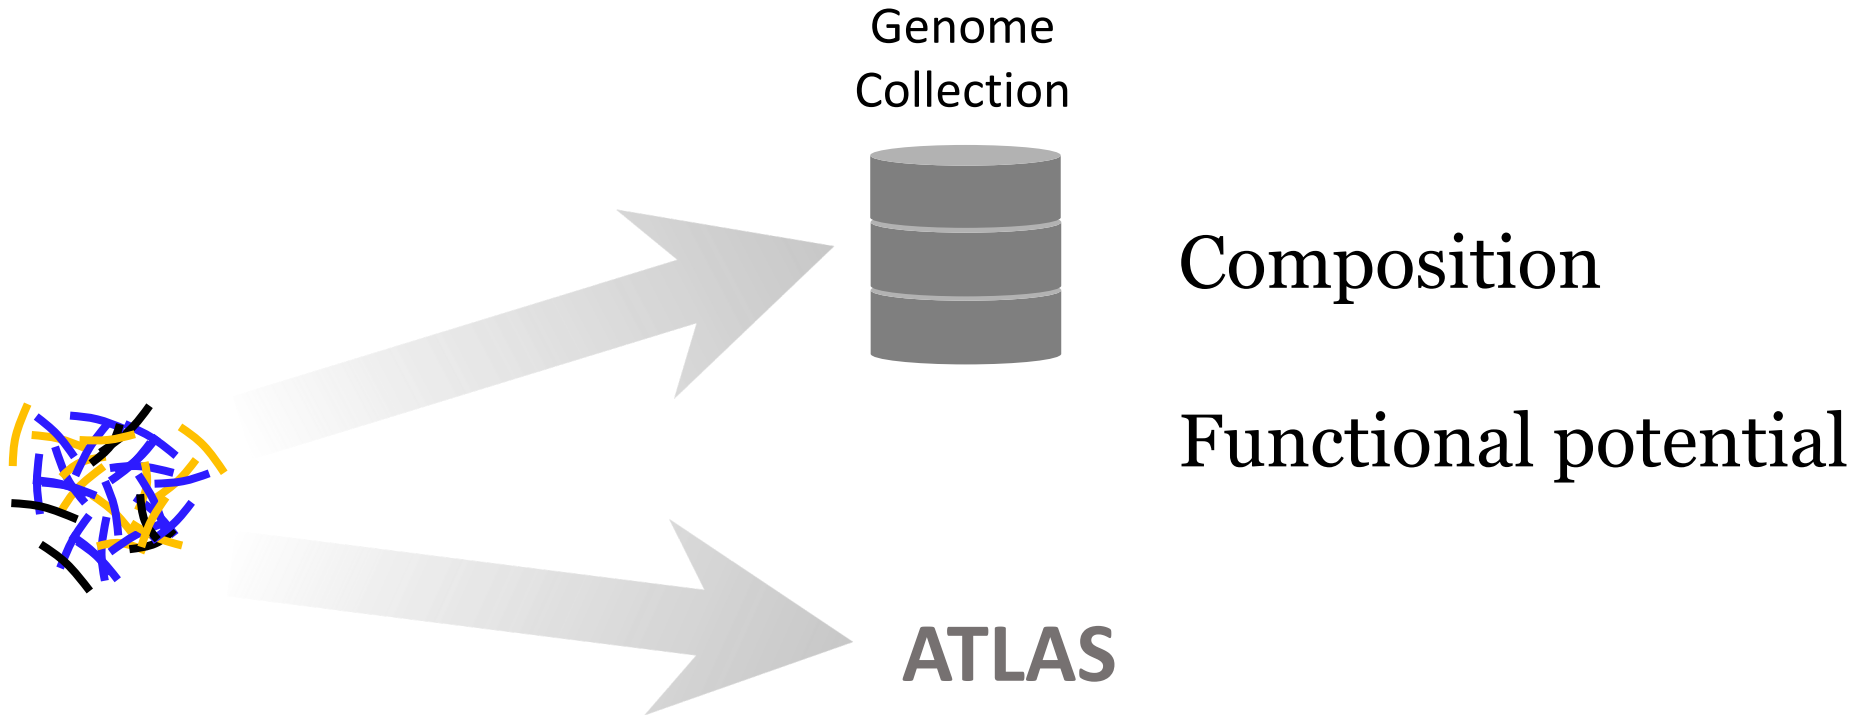 Genome
Collection
Composition
Functional potential
ATLAS